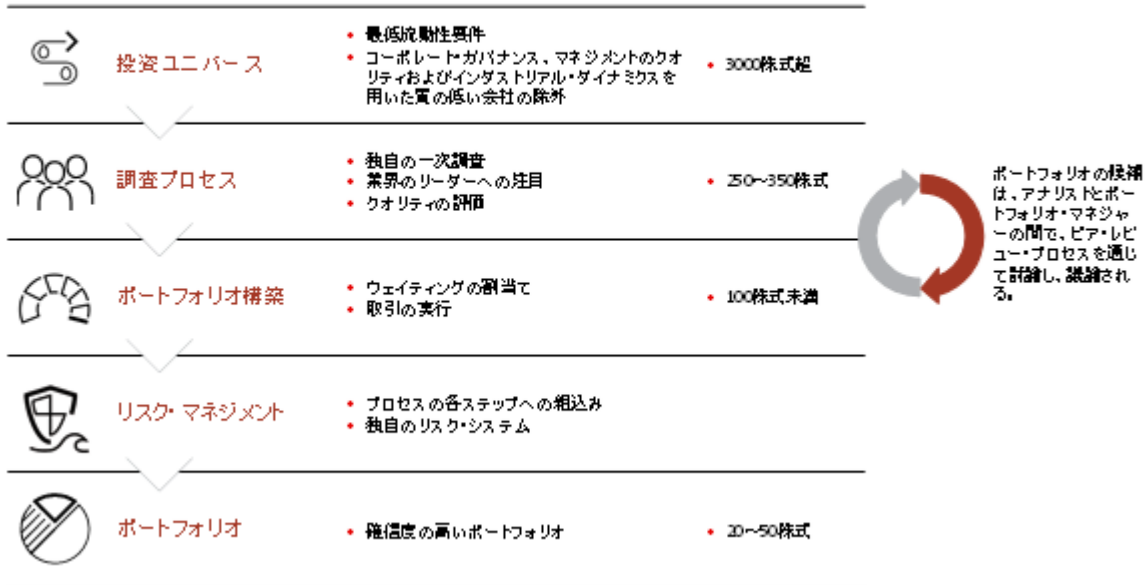 投資ユニバース
• 最低流動性要件
• コーポレート・ガバナンス、マネジメントのクオ
リティおよびインダストリアル・ダイナミクスを
用いた質の低い会社の除外
• 3000株式超
調査プロセス
• 独自の一次調査
• 業界のリーダーへの注目
• クオリティの評価
• 250～350株式
ポートフォリオの候補
は、アナリストとポー
トフォリオ・マネジャ
ーの間で、ピア・レビ
ュー・プロセスを通じ
て討論し、議論され
る。
ポートフォリオ構築
• ウェイティングの割当て
• 取引の実行
• 100株式未満
リスク・マネジメント
• プロセスの各ステップへの組込み
• 独自のリスク・システム
ポートフォリオ
• 確信度の高いポートフォリオ
• 20～50株式